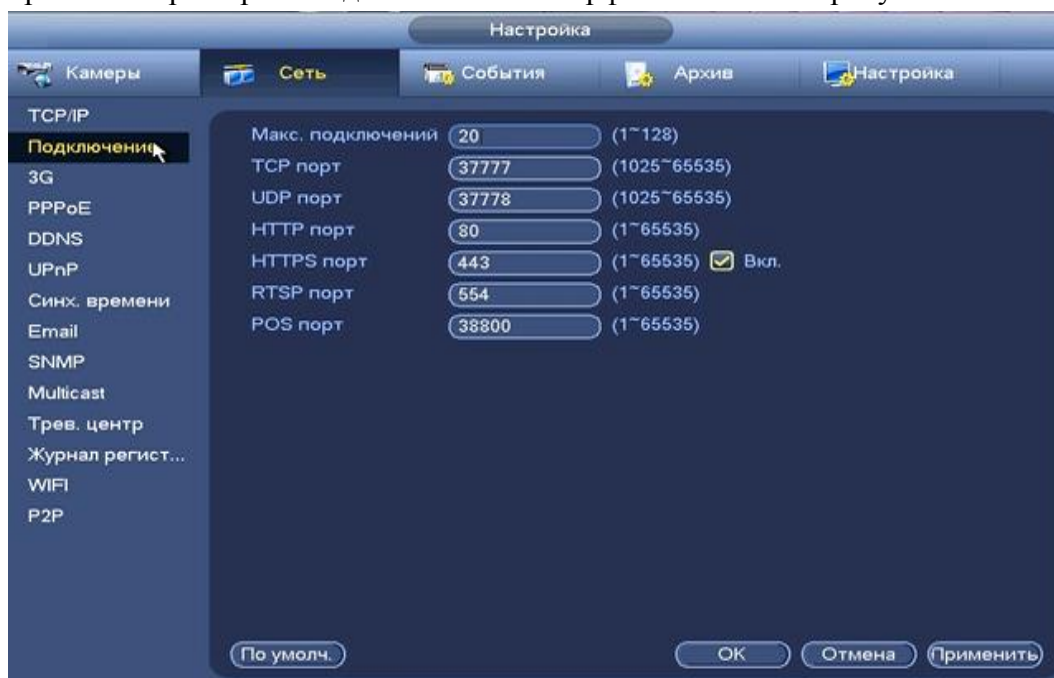 Настройка
Камеры Сеть События Архив Настройка
TCP/IP
Подключение
3G
PPPoE
DDNS
UPnP
Синх. времени
Email
SNMP
Multicast
Трев. центр
Журнал регист...
WIFI
P2P
Макс. подключений 20 (1~128)
TCP порт 37777 (1025~65535)
UDP порт 37778 (1025~65535)
HTTP порт 80 (1~65535)
HTTPS порт 443 (1~65535) Вкл.
RTSP порт 554 (1~65535)
POS порт 38800 (1~65535)
По умолч. OK Отмена Применить